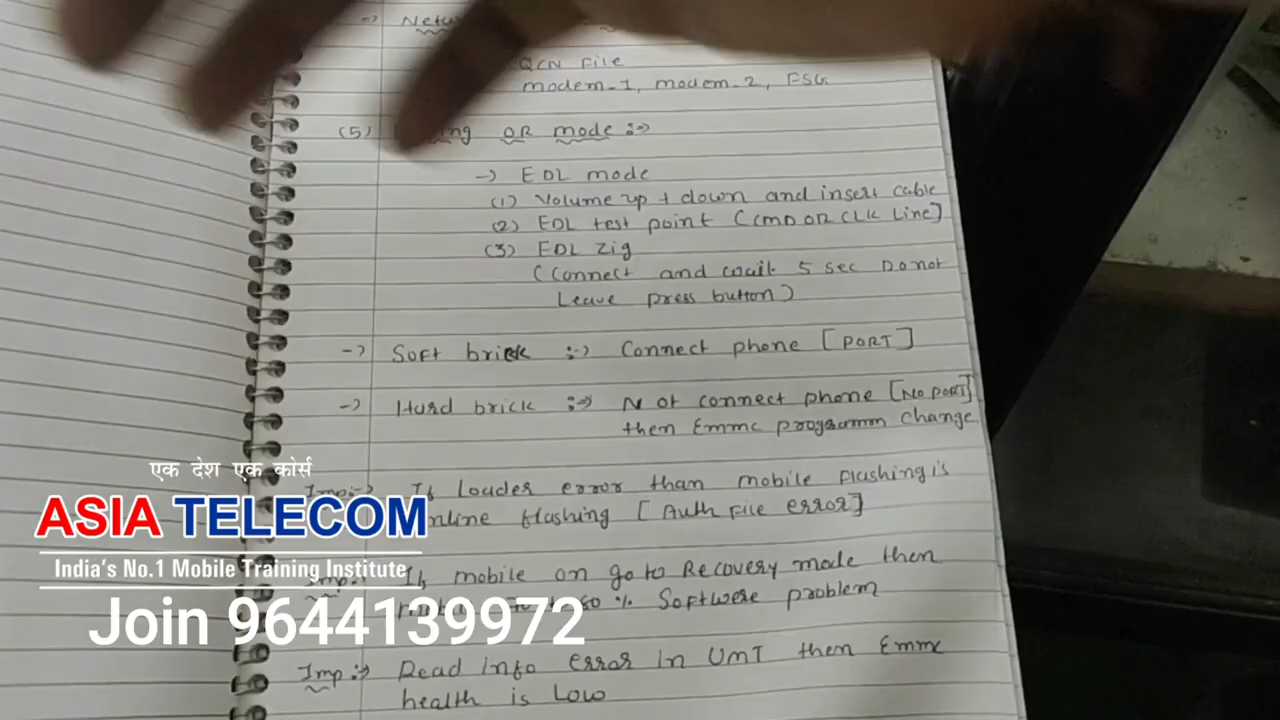 QCN File
modem-1, modem-2, FSG
(5) OR mode :->
-> EDL mode
(1) Volume up + down and insert cable
(2) EDL test point (CMD OR CLK Line]
(3) EDL Zig
(Connect and wait 5 sec Do not
Leave press button)
-> Soft brick :-> Connect phone [PORT]
-> Hard brick :-> Not connect phone [NO PORT]
then Emmc programm change
Imp :-> If Loader error than mobile flashing is
flashing [Auth File error]
Imp :- If mobile on go to Recovery mode then
% Softwere problem
Imp :-> Read info error in UMT then Emmc
health is Low
एक देश एक कोर्स
ASIA TELECOM
India's No.1 Mobile Training Institute
Join 9644139972